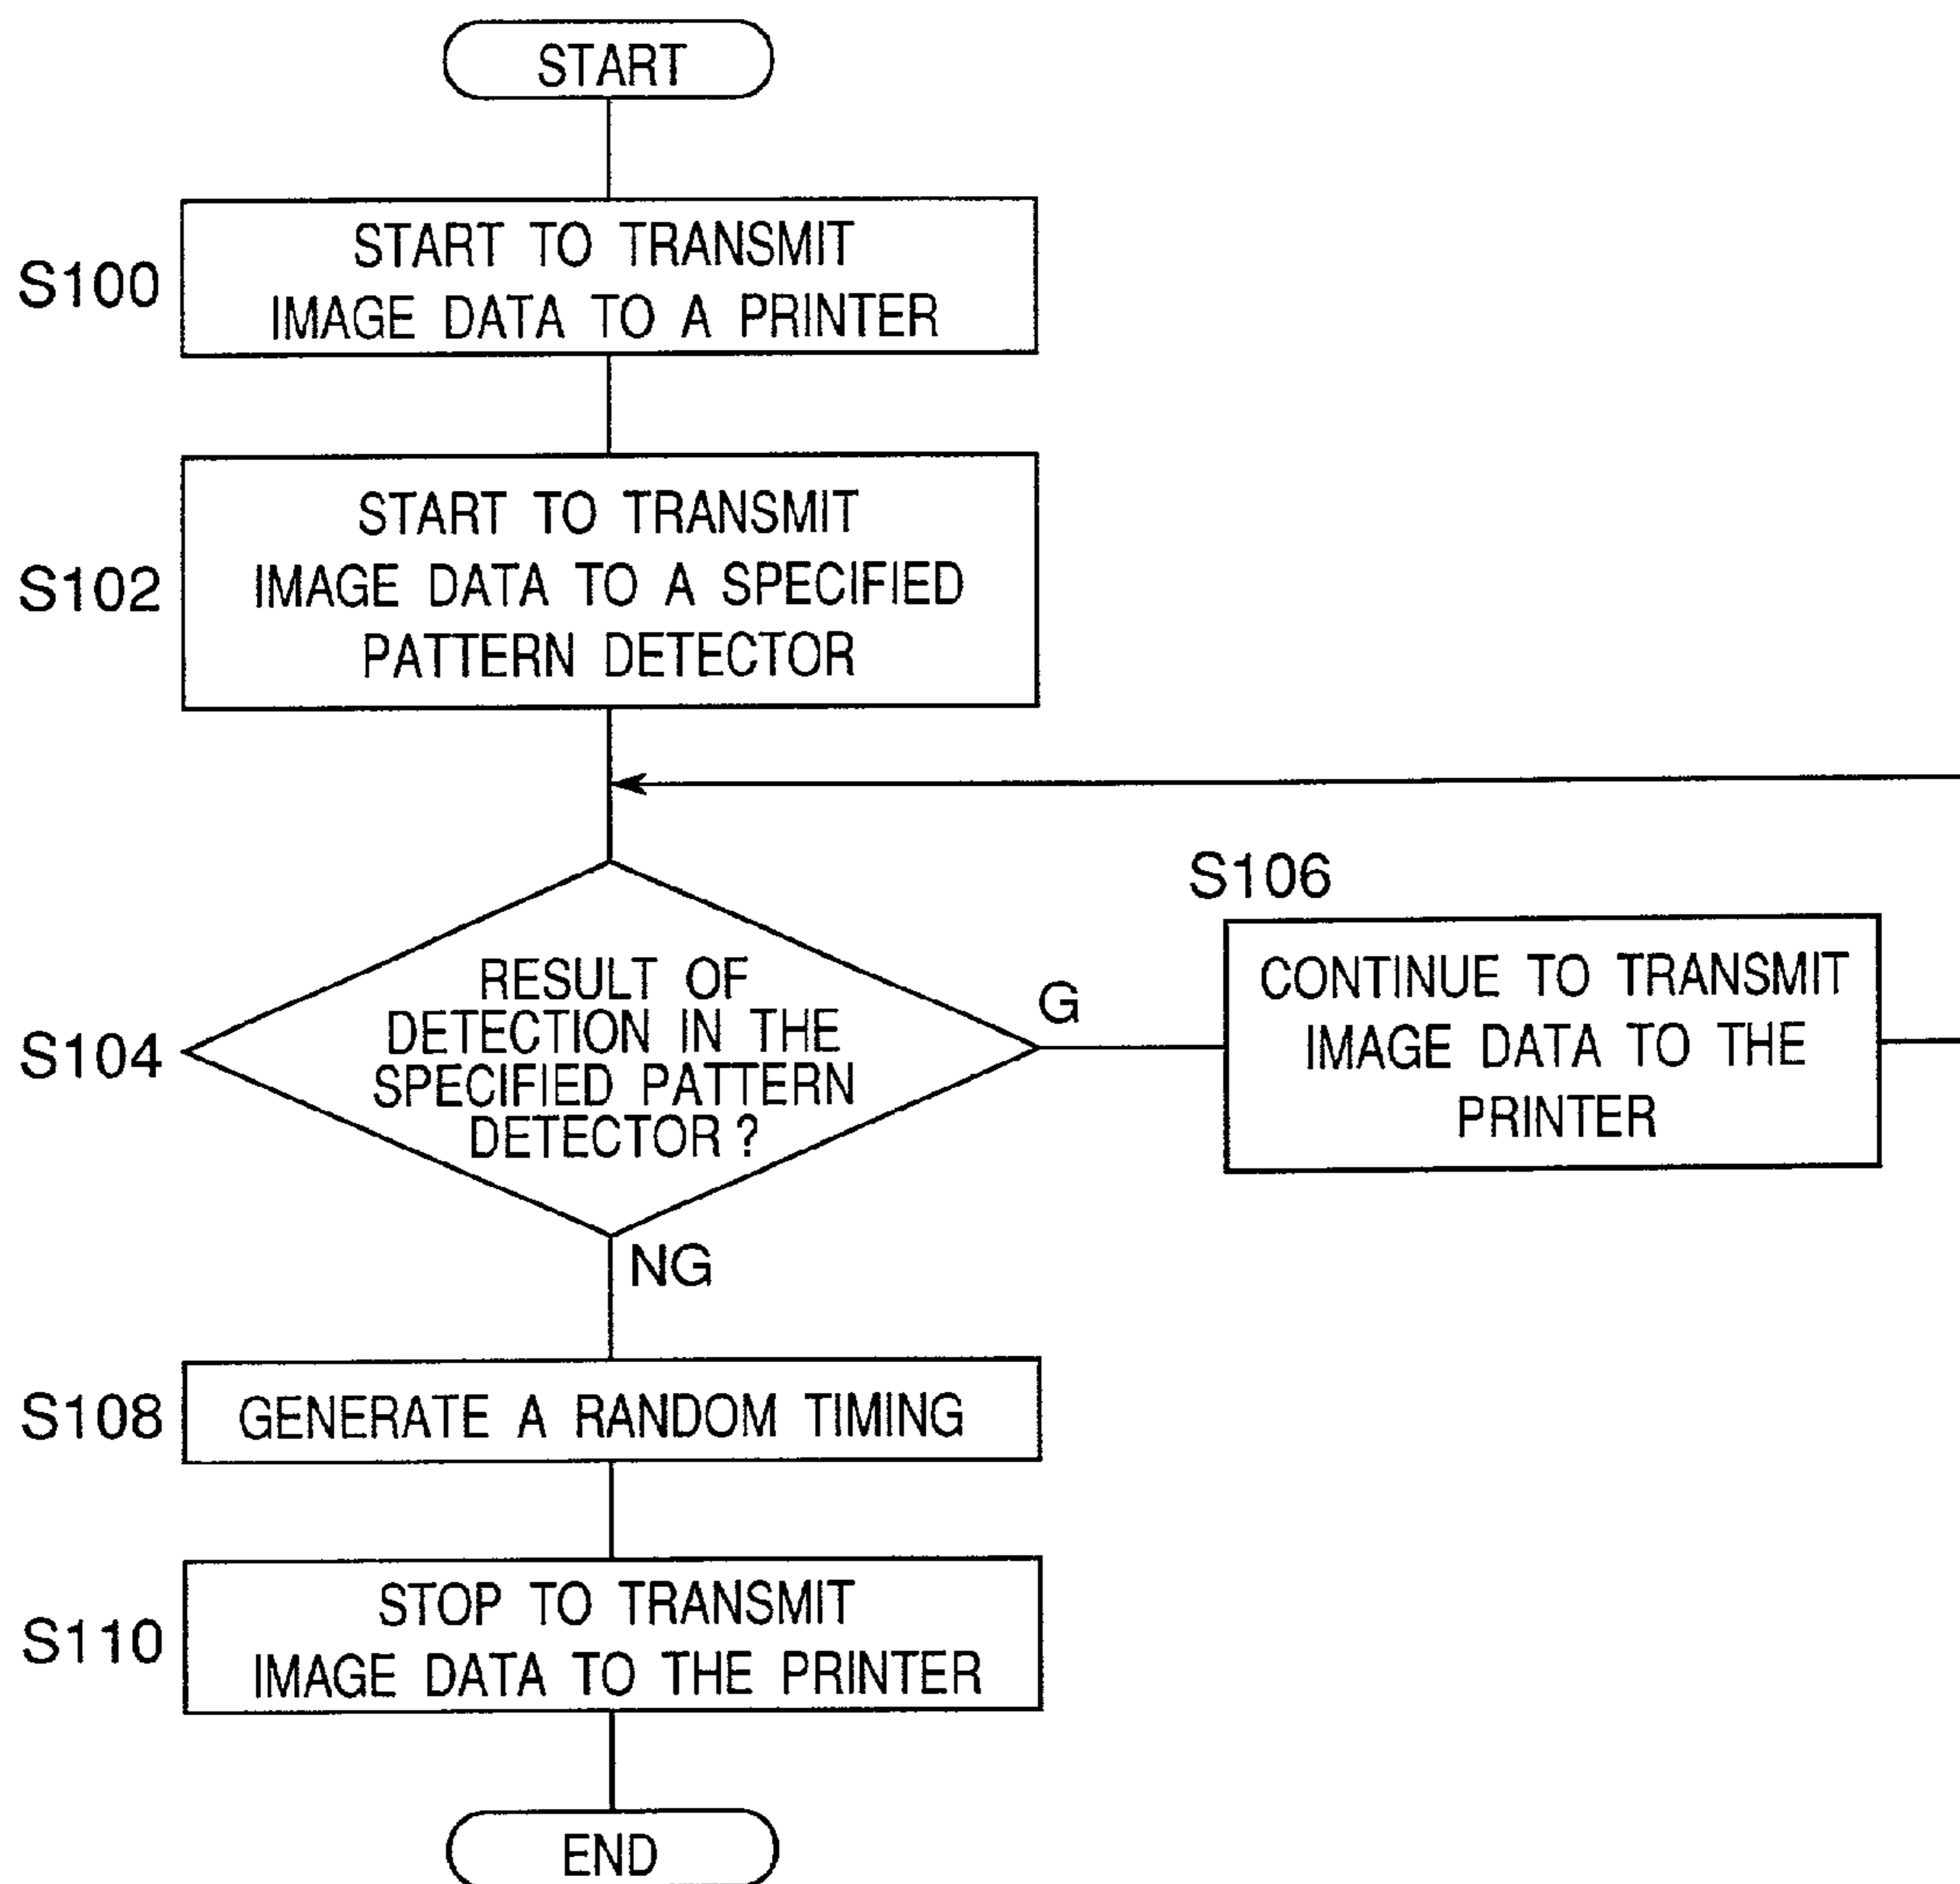 START
S100
START TO TRANSMIT
IMAGE DATA TO A PRINTER
S102
START TO TRANSMIT
IMAGE DATA TO A SPECIFIED
PATTERN DETECTOR
S104
RESULT OF
DETECTION IN THE
SPECIFIED PATTERN
DETECTOR ?
G
S106
CONTINUE TO TRANSMIT
IMAGE DATA TO THE
PRINTER
NG
S108
GENERATE A RANDOM TIMING
S110
STOP TO TRANSMIT
IMAGE DATA TO THE PRINTER
END